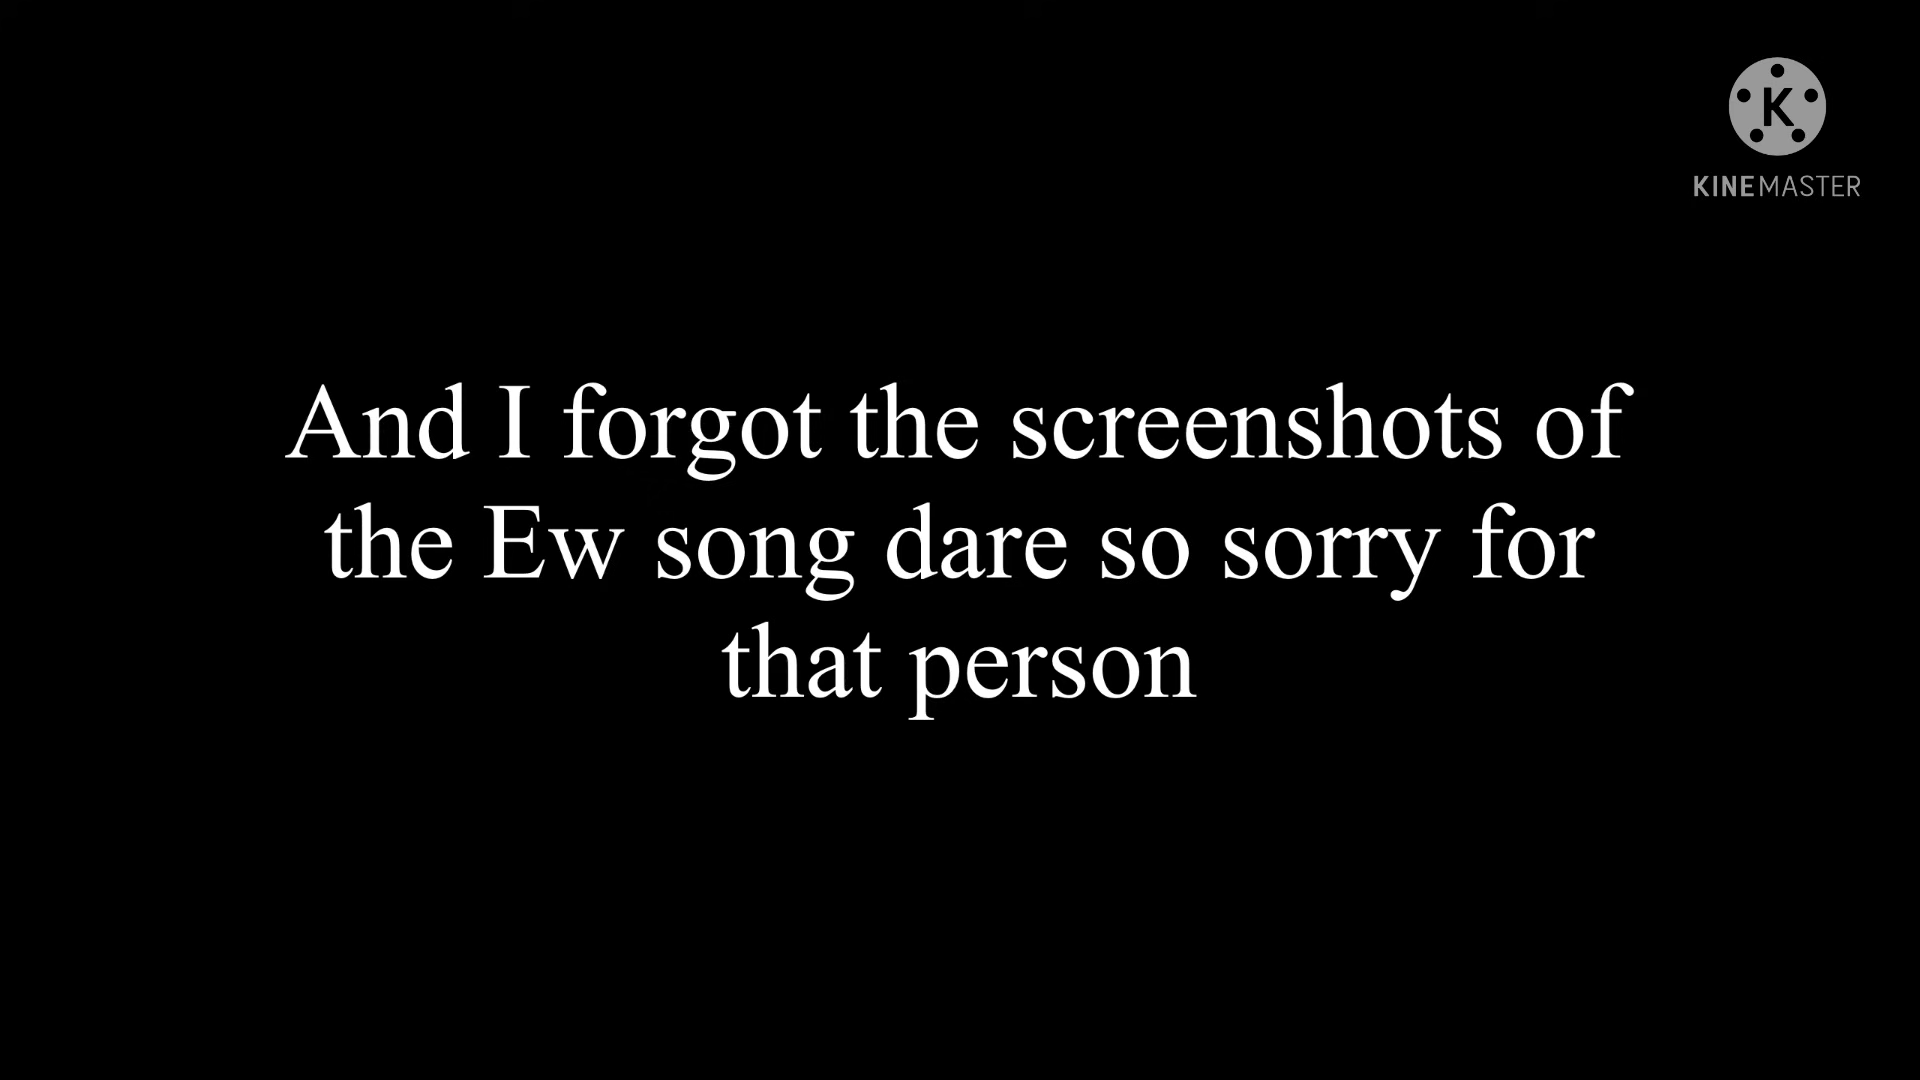 K
KINEMASTER
And I forgot the screenshots of
the Ew song dare so sorry for
that person